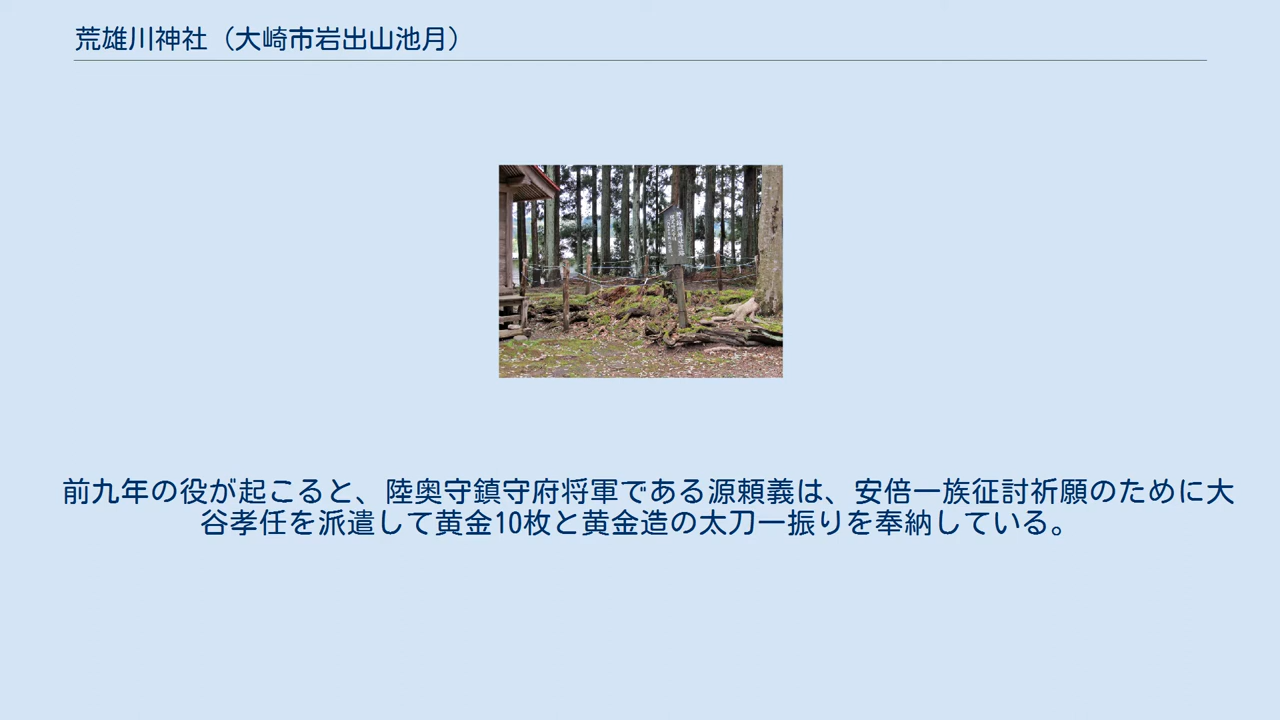 荒雄川神社（大崎市岩出山池月）
前九年の役が起こると、陸奥守鎮守府将軍である源頼義は、安倍一族征討祈願のために大
谷孝任を派遣して黄金10枚と黄金造の太刀一振りを奉納している。